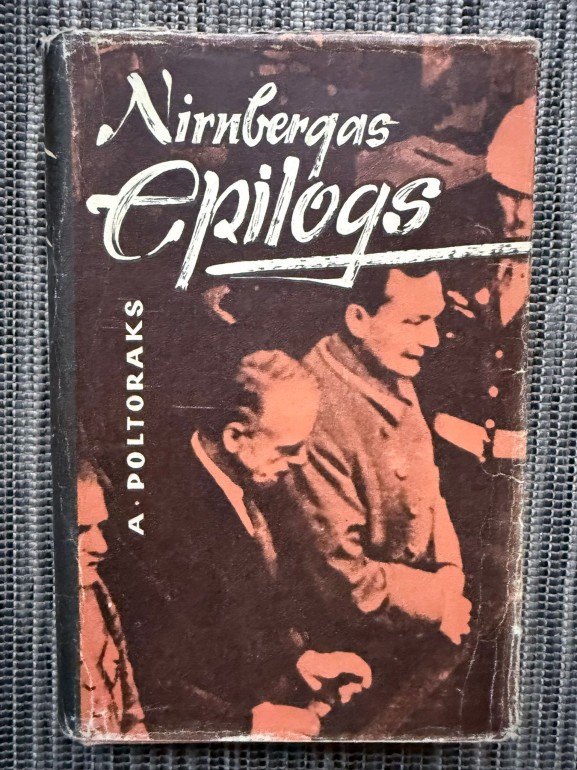 Nirnbergas
Epilogs
A. POLTORAKS